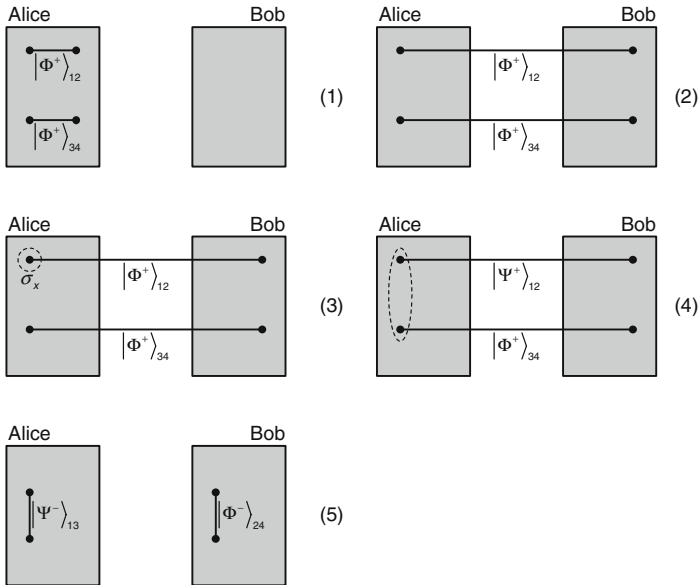 Alice Bob
|Φ⁺⟩₁₂
|Φ⁺⟩₃₄
(1)
Alice Bob
|Φ⁺⟩₁₂
|Φ⁺⟩₃₄
(2)
Alice Bob
σₓ
|Φ⁺⟩₁₂
|Φ⁺⟩₃₄
(3)
Alice Bob
|Ψ⁺⟩₁₂
|Φ⁺⟩₃₄
(4)
Alice Bob
|Ψ⁻⟩₁₃ |Φ⁻⟩₂₄
(5)